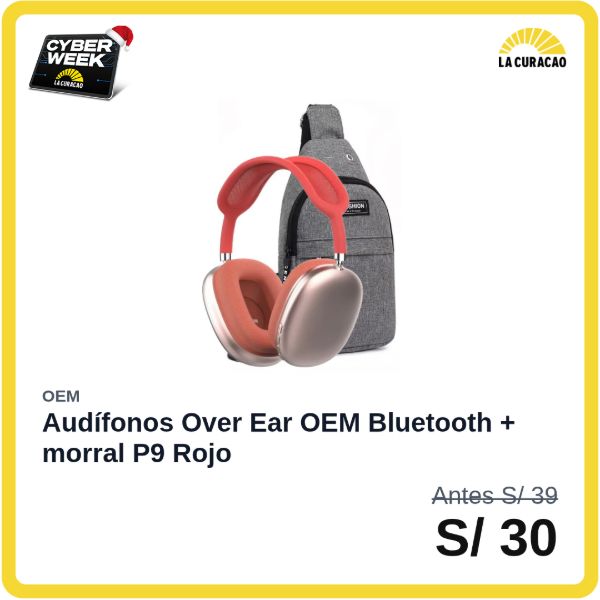 CYBER
WEEK
LA CURACAO
LA CURACAO
OEM
Audífonos Over Ear OEM Bluetooth +
morral P9 Rojo
Antes S/ 39
S/ 30